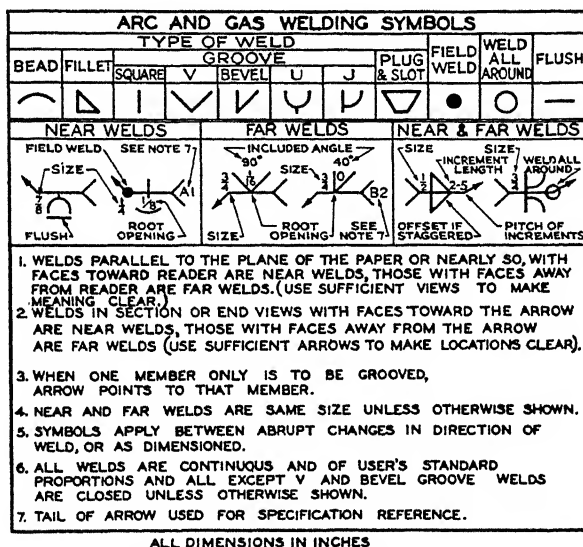 ARC AND GAS WELDING SYMBOLS
TYPE OF WELD
BEAD FILLET GROOVE PLUG & SLOT FIELD WELD WELD ALL AROUND FLUSH
SQUARE V BEVEL U J
NEAR WELDS FAR WELDS NEAR & FAR WELDS
FIELD WELD SEE NOTE 7
SIZE
7/8
1/4
1/8
A1
FLUSH
ROOT OPENING
INCLUDED ANGLE
90°
40°
SIZE
3/4
3/4
0
B2
SIZE
ROOT OPENING
SEE NOTE 7
SIZE
SIZE
INCREMENT LENGTH
WELD ALL AROUND
1/2
2-5
3/4
OFFSET IF STAGGERED
PITCH OF INCREMENTS
1. WELDS PARALLEL TO THE PLANE OF THE PAPER OR NEARLY SO, WITH
FACES TOWARD READER ARE NEAR WELDS, THOSE WITH FACES AWAY
FROM READER ARE FAR WELDS. (USE SUFFICIENT VIEWS TO MAKE
MEANING CLEAR.)
2. WELDS IN SECTION OR END VIEWS WITH FACES TOWARD THE ARROW
ARE NEAR WELDS, THOSE WITH FACES AWAY FROM THE ARROW
ARE FAR WELDS (USE SUFFICIENT ARROWS TO MAKE LOCATIONS CLEAR).
3. WHEN ONE MEMBER ONLY IS TO BE GROOVED,
ARROW POINTS TO THAT MEMBER.
4. NEAR AND FAR WELDS ARE SAME SIZE UNLESS OTHERWISE SHOWN.
5. SYMBOLS APPLY BETWEEN ABRUPT CHANGES IN DIRECTION OF
WELD, OR AS DIMENSIONED.
6. ALL WELDS ARE CONTINUOUS AND OF USER'S STANDARD
PROPORTIONS AND ALL EXCEPT V AND BEVEL GROOVE WELDS
ARE CLOSED UNLESS OTHERWISE SHOWN.
7. TAIL OF ARROW USED FOR SPECIFICATION REFERENCE.
ALL DIMENSIONS IN INCHES